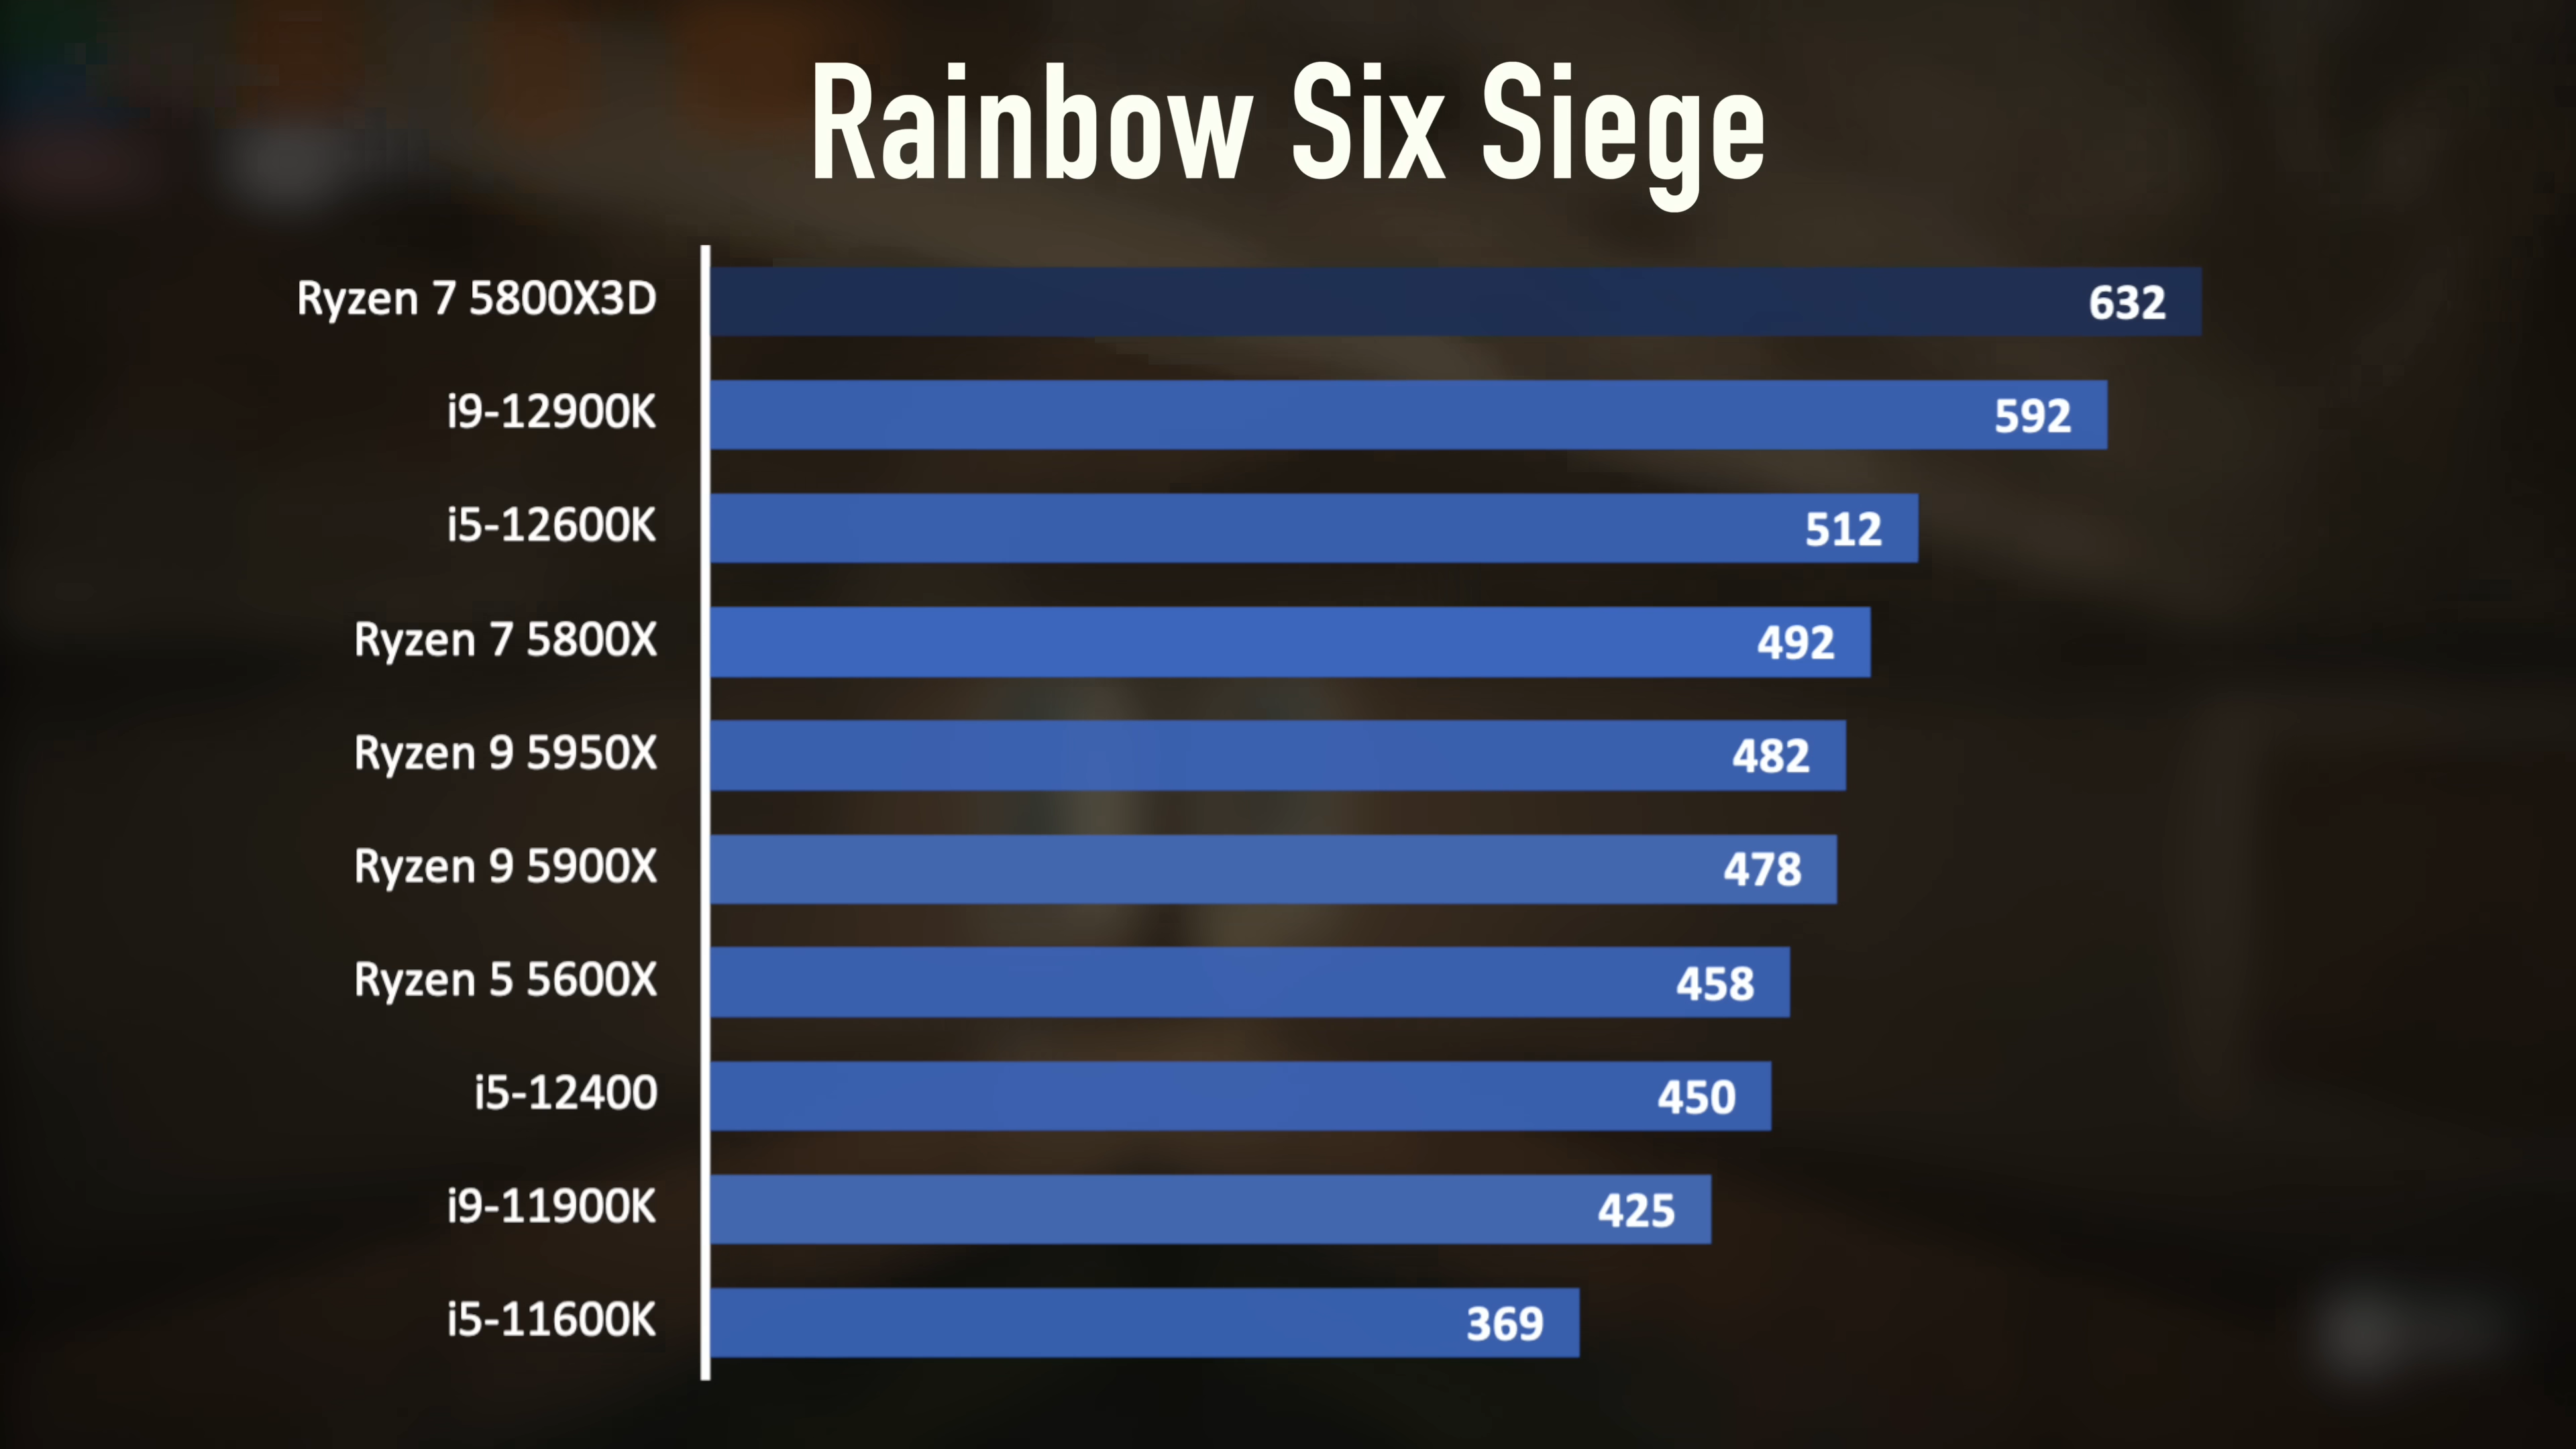 Rainbow Six Siege
Ryzen 7 5800X3D 632
i9-12900K 592
i5-12600K 512
Ryzen 7 5800X 492
Ryzen 9 5950X 482
Ryzen 9 5900X 478
Ryzen 5 5600X 458
i5-12400 450
i9-11900K 425
i5-11600K 369